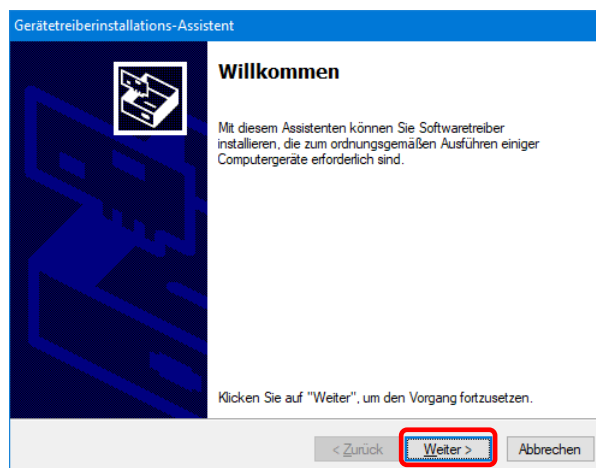 Gerätetreiberinstallations-Assistent
Willkommen
Mit diesem Assistenten können Sie Softwaretreiber
installieren, die zum ordnungsgemäßen Ausführen einiger
Computergeräte erforderlich sind.
Klicken Sie auf "Weiter", um den Vorgang fortzusetzen.
< Zurück Weiter > Abbrechen